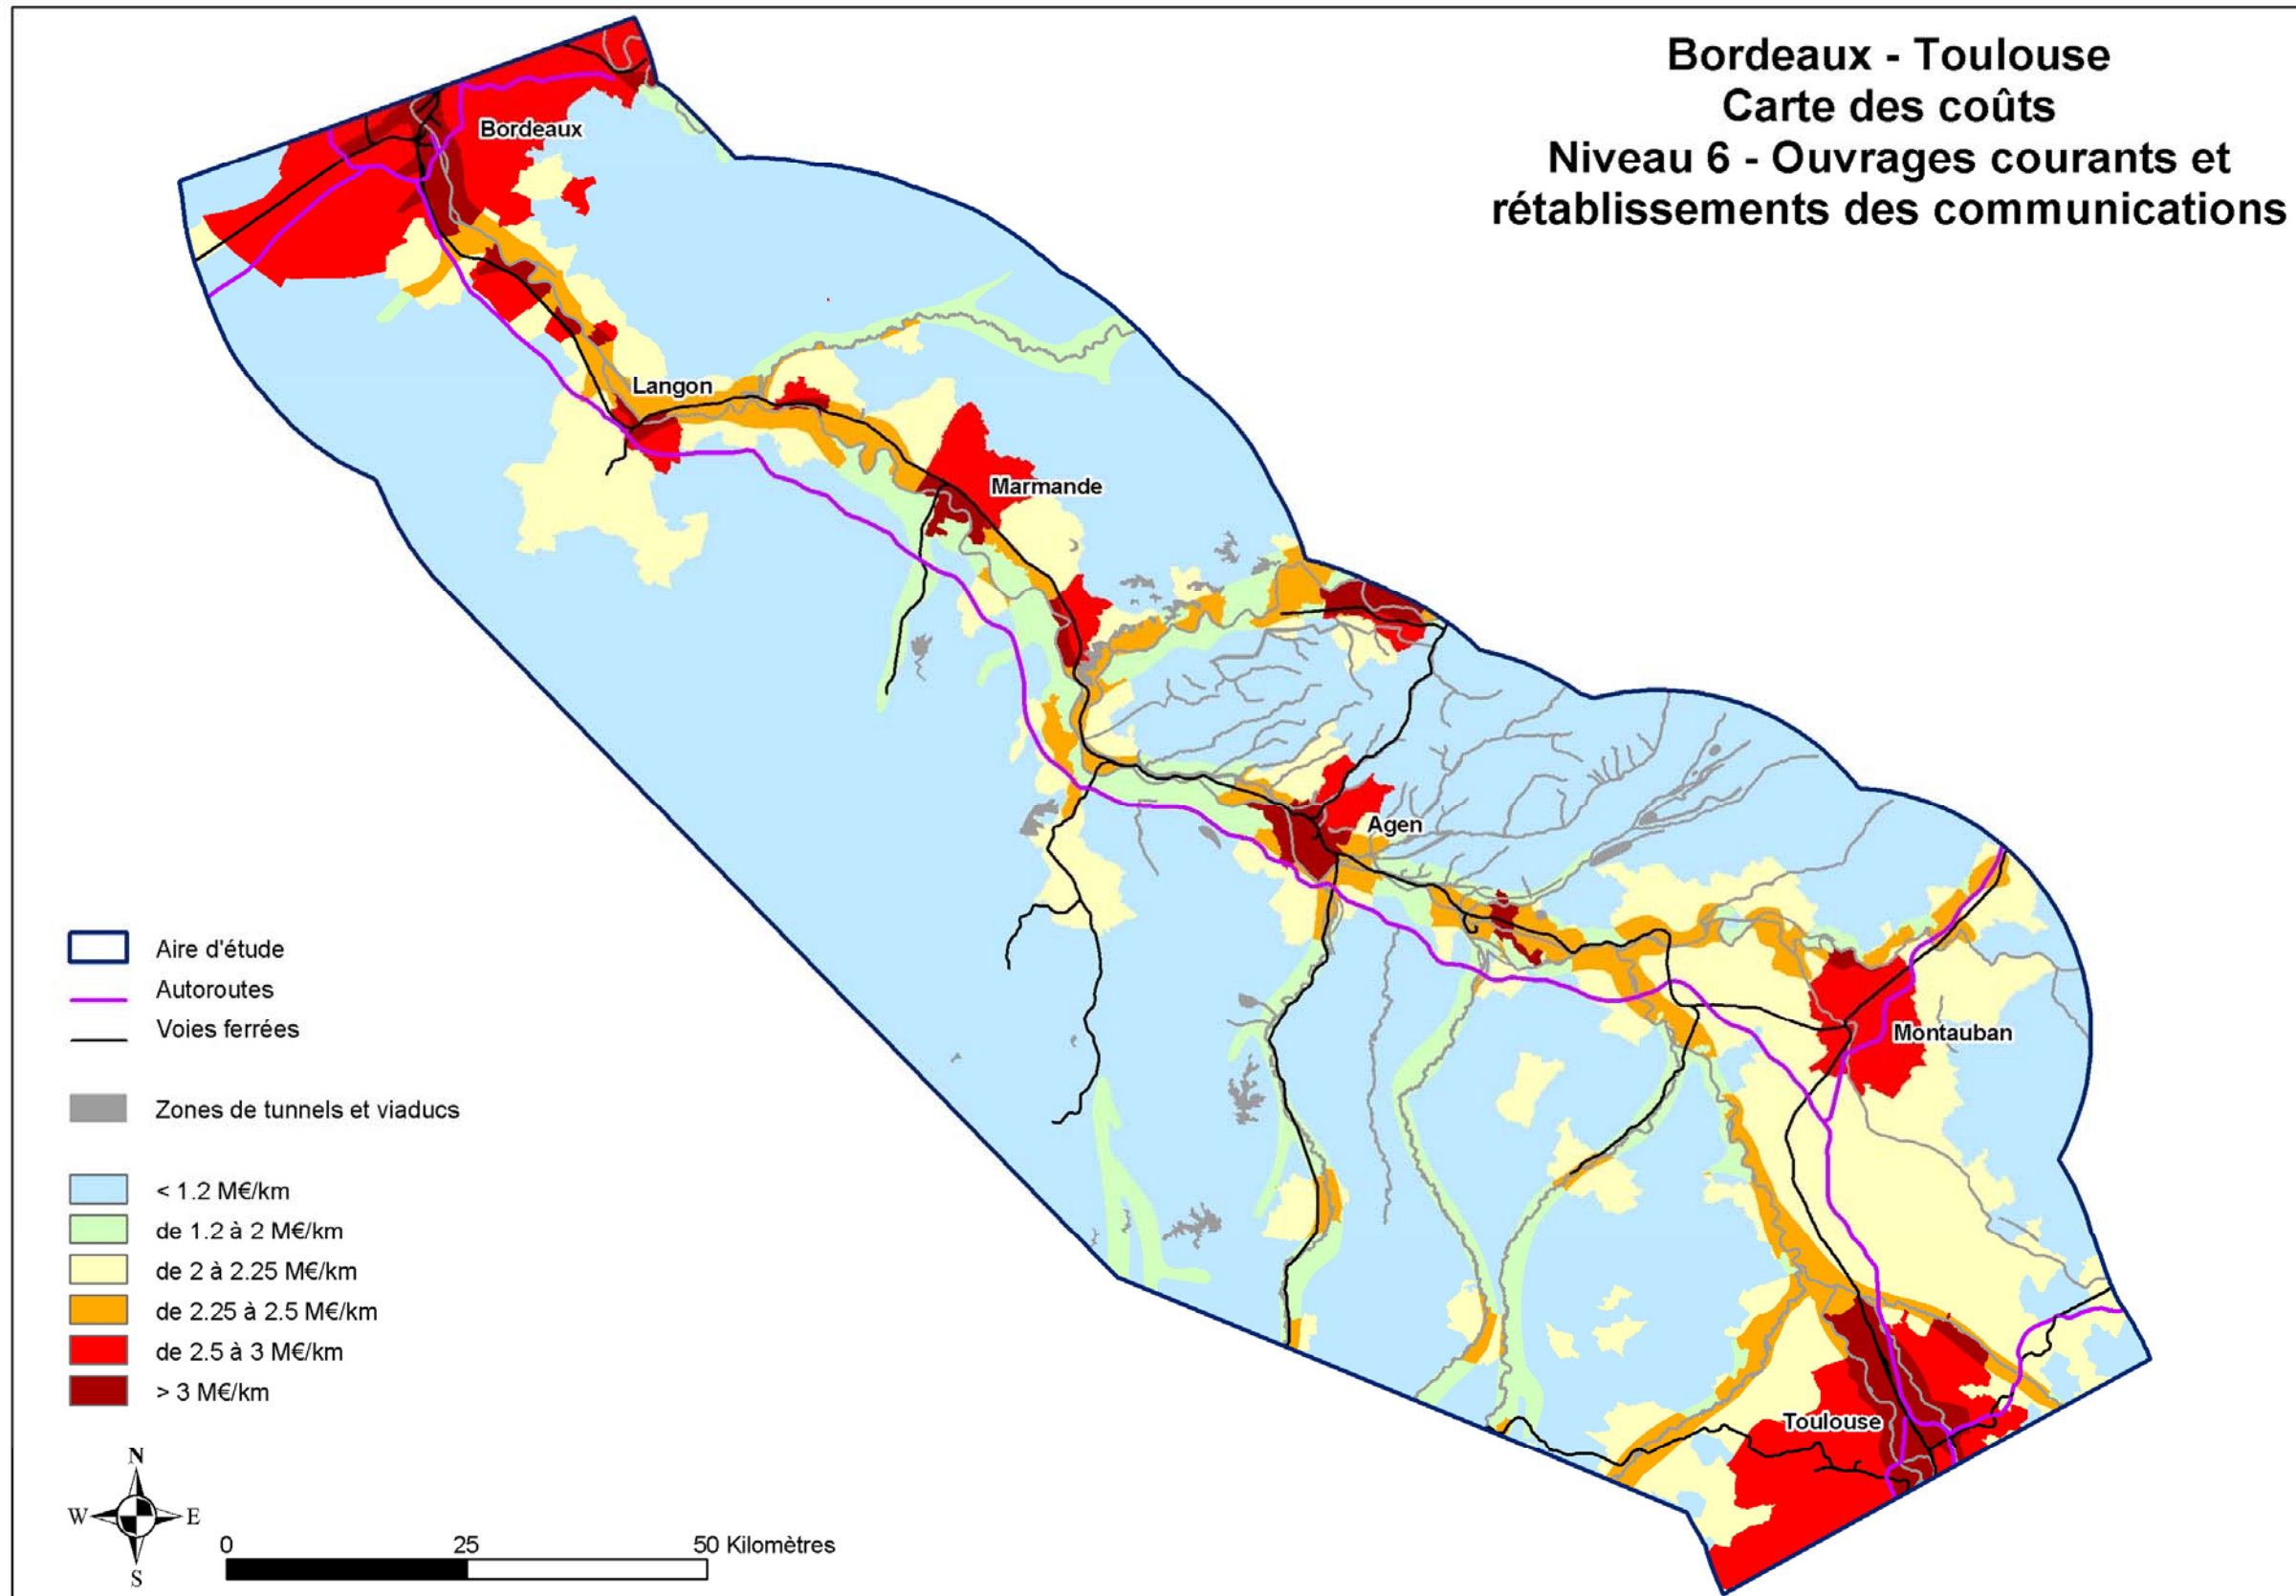 Bordeaux - Toulouse
Carte des coûts
Niveau 6 - Ouvrages courants et
rétablissements des communications
Bordeaux
Langon
Marmande
Agen
Montauban
Toulouse
Aire d'étude
Autoroutes
Voies ferrées
Zones de tunnels et viaducs
< 1.2 M€/km
de 1.2 à 2 M€/km
de 2 à 2.25 M€/km
de 2.25 à 2.5 M€/km
de 2.5 à 3 M€/km
> 3 M€/km
N
W E
S
0 25 50 Kilomètres